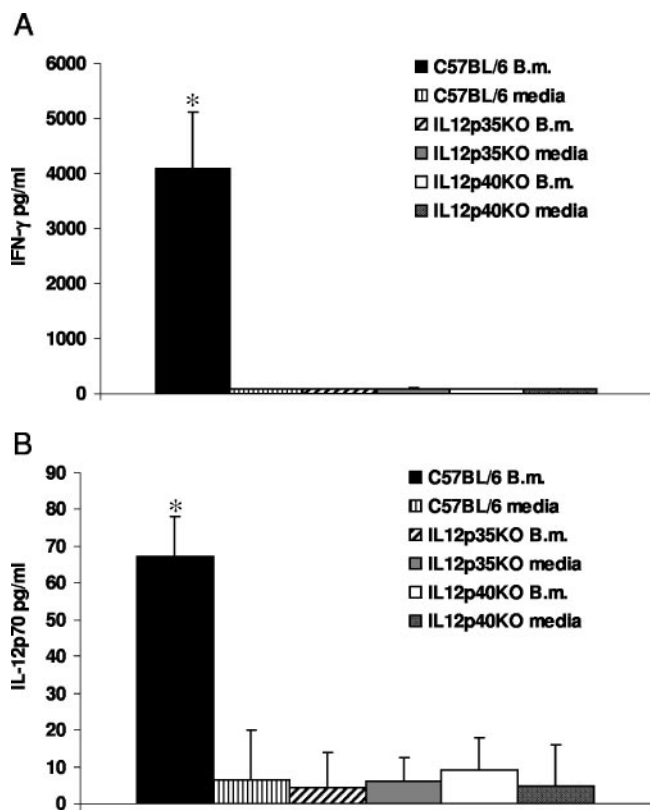 A
6000
5000
4000
3000
2000
1000
0
IFN-γ pg/ml
*
C57BL/6 B.m.
C57BL/6 media
IL12p35KO B.m.
IL12p35KO media
IL12p40KO B.m.
IL12p40KO media
B
90
80
70
60
50
40
30
20
10
0
IL-12p70 pg/ml
*
C57BL/6 B.m.
C57BL/6 media
IL12p35KO B.m.
IL12p35KO media
IL12p40KO B.m.
IL12p40KO media